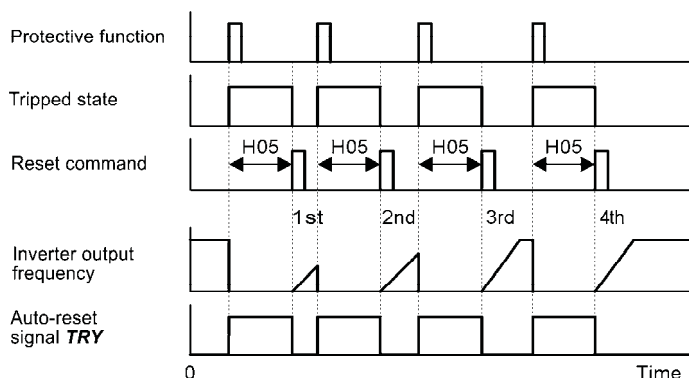 Protective function
Tripped state
H05 H05 H05 H05
Reset command
1st 2nd 3rd 4th
Inverter output
frequency
Auto-reset
signal TRY
0 Time